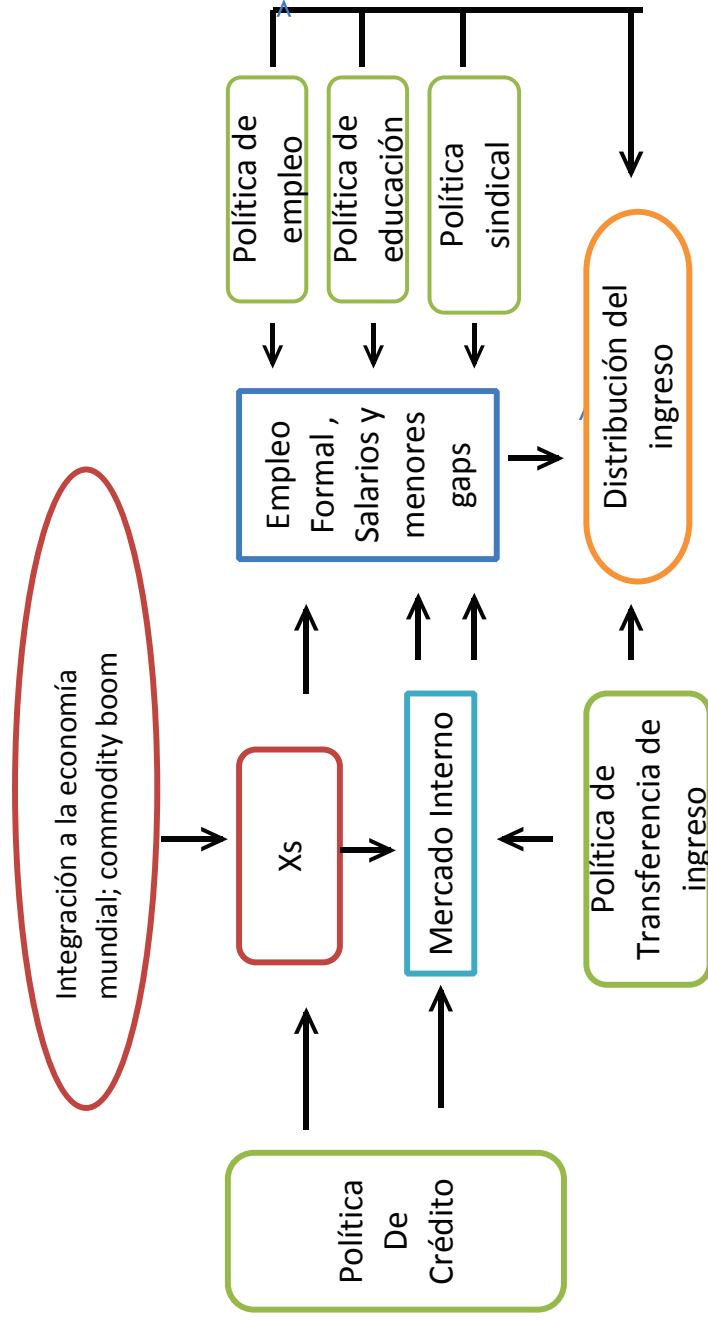 Integración a la economía
mundial; commodity boom
Política
De
Crédito
Xs
Mercado Interno
Política de
Transferencia de
ingreso
Empleo
Formal ,
Salarios y
menores
gaps
Política de
empleo
Política de
educación
Política
sindical
Distribución del
ingreso